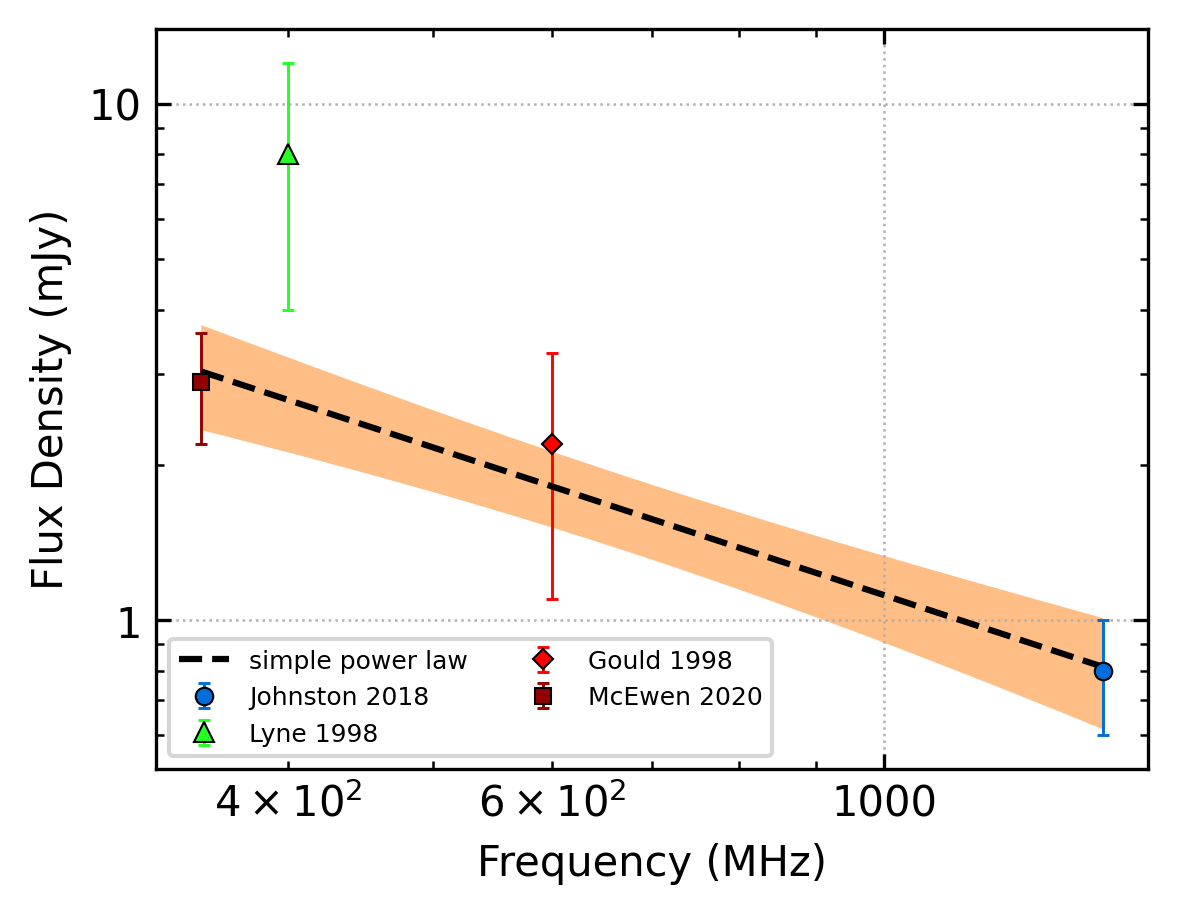 10
1
Flux Density (mJy)
simple power law
Johnston 2018
Lyne 1998
Gould 1998
McEwen 2020
4 × 10²
6 × 10²
1000
Frequency (MHz)